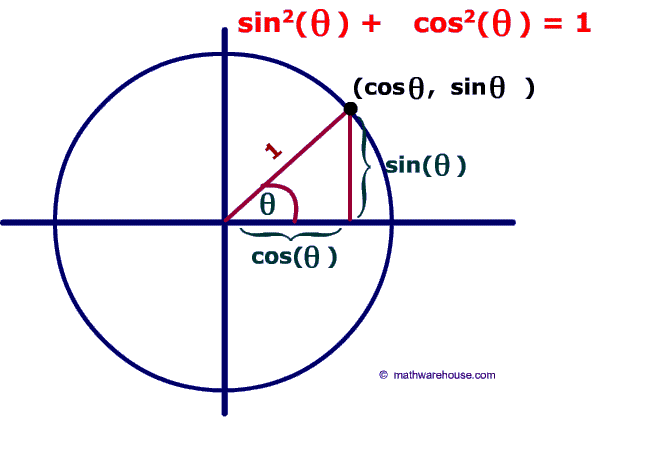 sin²(θ) + cos²(θ) = 1
(cosθ, sinθ )
1
sin(θ)
θ
cos(θ)
© mathwarehouse.com